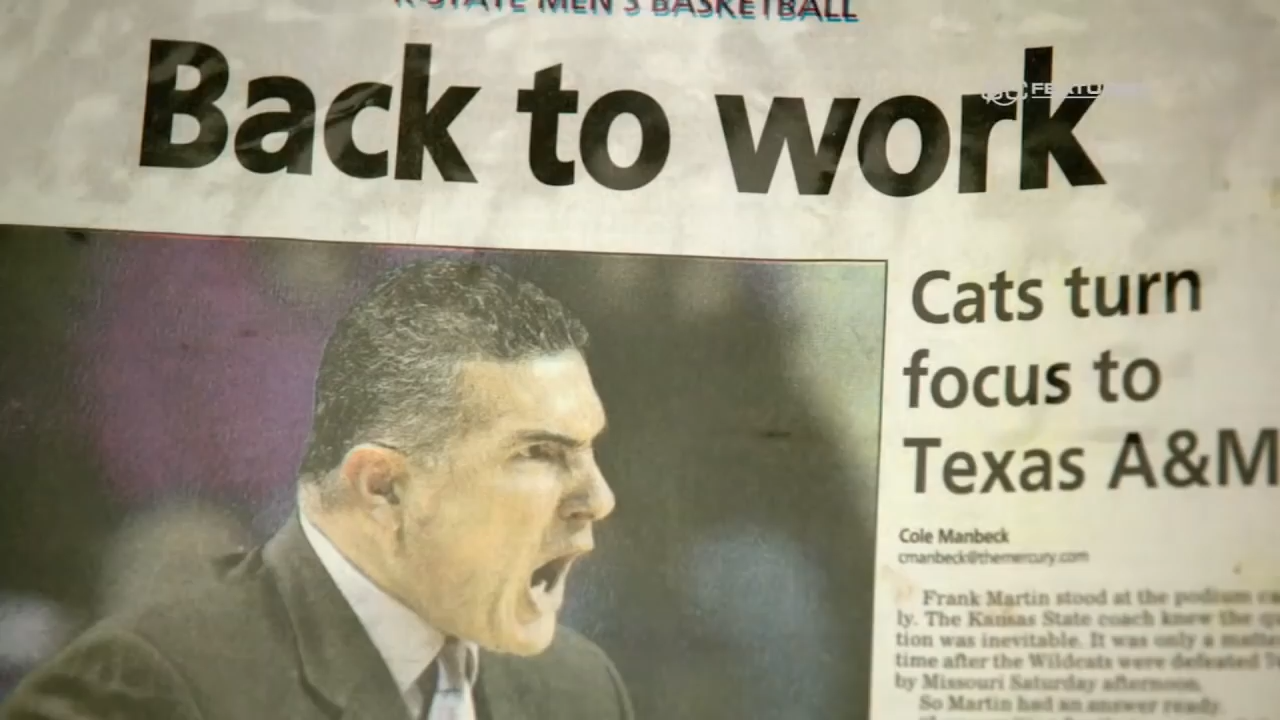 K-STATE MEN'S BASKETBALL
Back to work
FEATURES
Cats turn
focus to
Texas A&M
Cole Manbeck
cmanbeck@themercury.com
Frank Martin stood at the podium
ly. The Kansas State coach knew the
tion was inevitable. It was only a
time after the Wildcats were defeated
by Missouri Saturday afternoon.
So Martin had an answer ready.